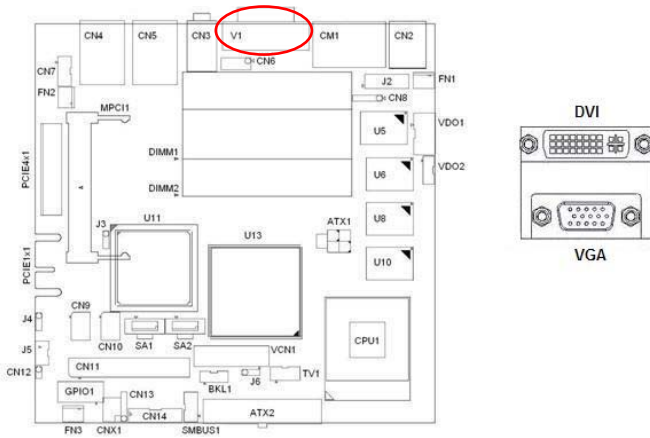 CN4 CN5 CN3 V1 CM1 CN2
CN6
CN7 J2 FN1
FN2 CN8
MPCI1
U5 VDO1
DVI
PCIE4x1
DIMM1
U6 VDO2
DIMM2
VGA
J3 U11 U13 ATX1 U8
U10
PCIE1x1
CN9
J4 CN10 SA1 SA2
CPU1
J5 VCN1
CN12 CN11
BKL1 J6 TV1
GPIO1 CN13
CN14 ATX2
FN3 CNX1 SMBUS1